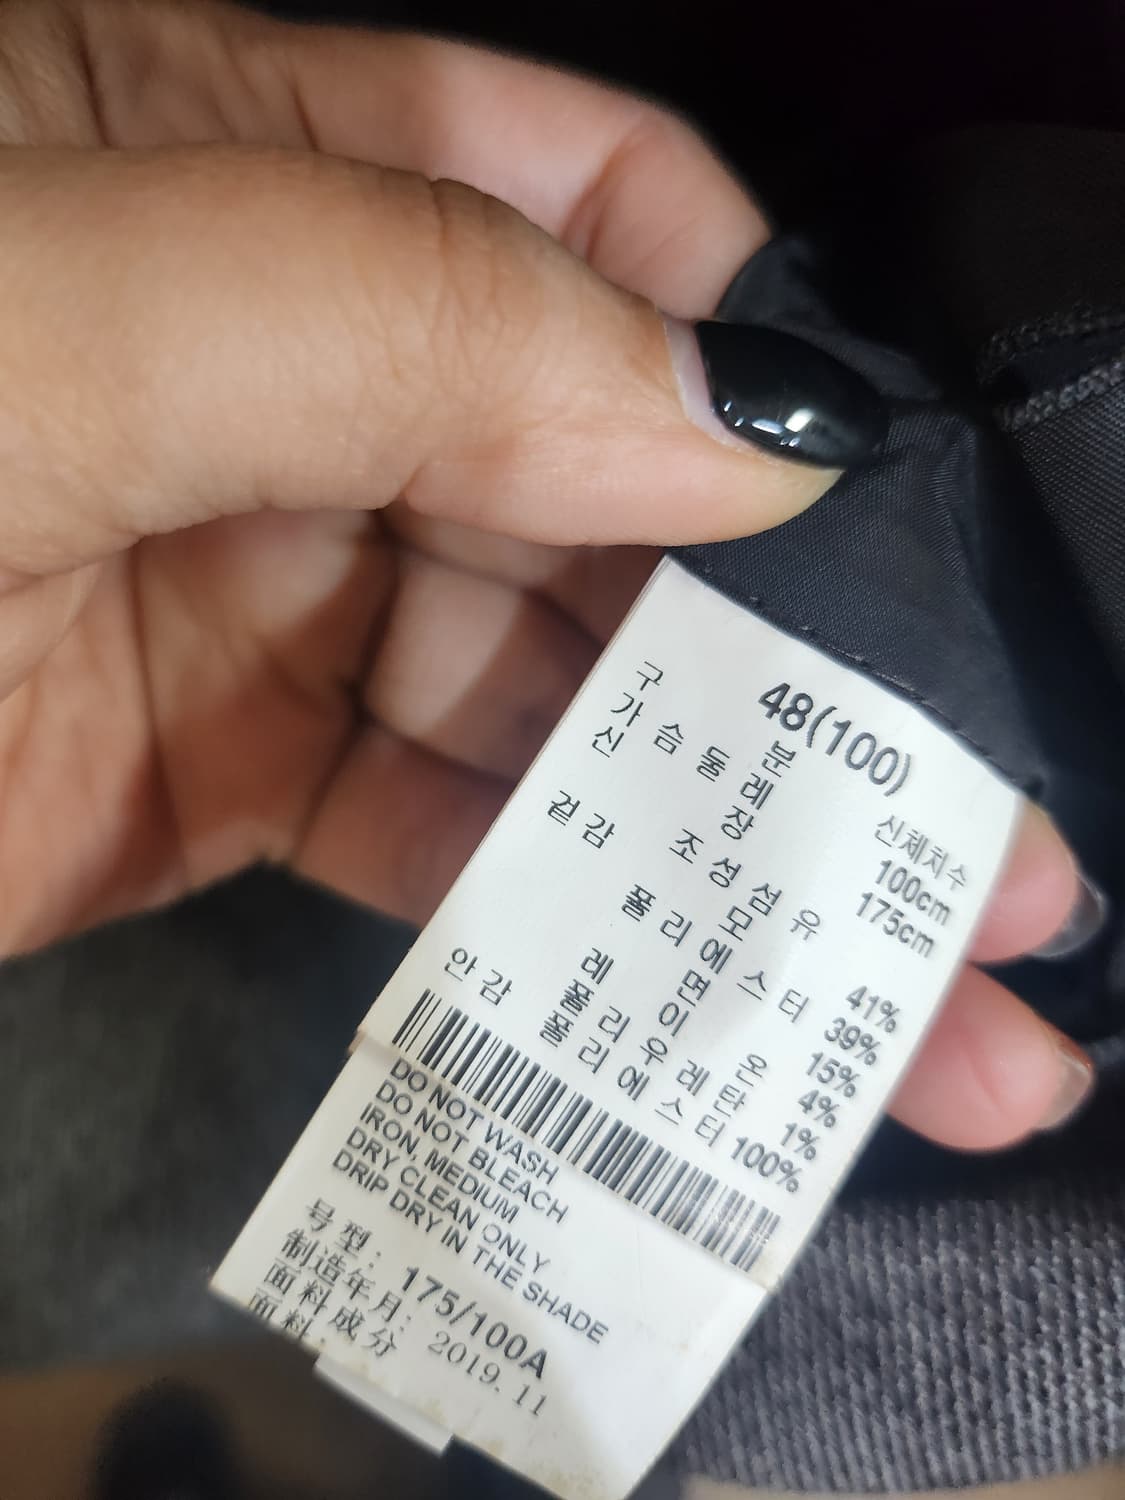 48(100)
구 분 신체치수
가 슴 둘 레 100cm
신 장 175cm
겉감 조 성 섬 유
모 41%
폴 리 에 스 터 39%
면 15%
레 이 온 4%
폴 리 우 레 탄 1%
안감 폴 리 에 스 터 100%
DO NOT WASH
DO NOT BLEACH
IRON, MEDIUM
DRY CLEAN ONLY
DRIP DRY IN THE SHADE
号型: 175/100A
制造年月: 2019.11
面料成分
面料: